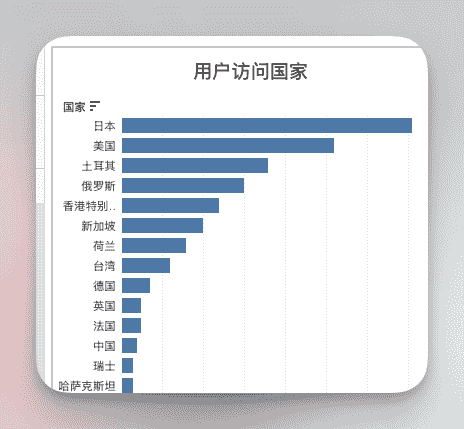 用户访问国家
国家
日本
美国
土耳其
俄罗斯
香港特别..
新加坡
荷兰
台湾
德国
英国
法国
中国
瑞士
哈萨克斯坦